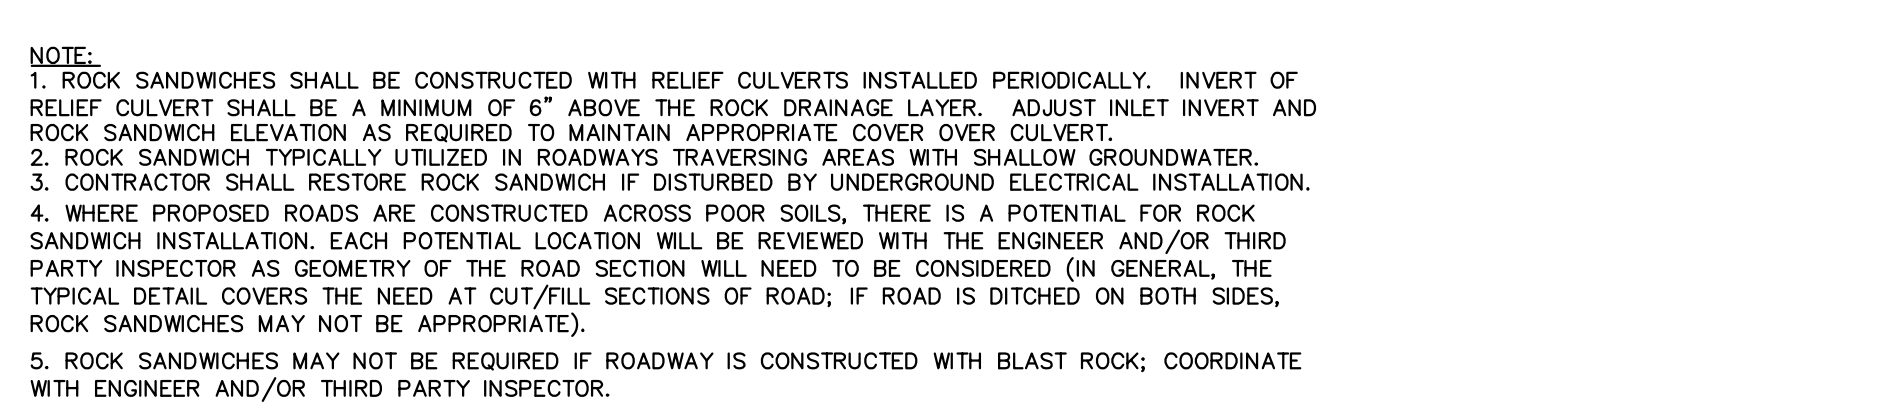 NOTE:
1. ROCK SANDWICHES SHALL BE CONSTRUCTED WITH RELIEF CULVERTS INSTALLED PERIODICALLY. INVERT OF
RELIEF CULVERT SHALL BE A MINIMUM OF 6" ABOVE THE ROCK DRAINAGE LAYER. ADJUST INLET INVERT AND
ROCK SANDWICH ELEVATION AS REQUIRED TO MAINTAIN APPROPRIATE COVER OVER CULVERT.
2. ROCK SANDWICH TYPICALLY UTILIZED IN ROADWAYS TRAVERSING AREAS WITH SHALLOW GROUNDWATER.
3. CONTRACTOR SHALL RESTORE ROCK SANDWICH IF DISTURBED BY UNDERGROUND ELECTRICAL INSTALLATION.
4. WHERE PROPOSED ROADS ARE CONSTRUCTED ACROSS POOR SOILS, THERE IS A POTENTIAL FOR ROCK
SANDWICH INSTALLATION. EACH POTENTIAL LOCATION WILL BE REVIEWED WITH THE ENGINEER AND/OR THIRD
PARTY INSPECTOR AS GEOMETRY OF THE ROAD SECTION WILL NEED TO BE CONSIDERED (IN GENERAL, THE
TYPICAL DETAIL COVERS THE NEED AT CUT/FILL SECTIONS OF ROAD; IF ROAD IS DITCHED ON BOTH SIDES,
ROCK SANDWICHES MAY NOT BE APPROPRIATE).
5. ROCK SANDWICHES MAY NOT BE REQUIRED IF ROADWAY IS CONSTRUCTED WITH BLAST ROCK; COORDINATE
WITH ENGINEER AND/OR THIRD PARTY INSPECTOR.